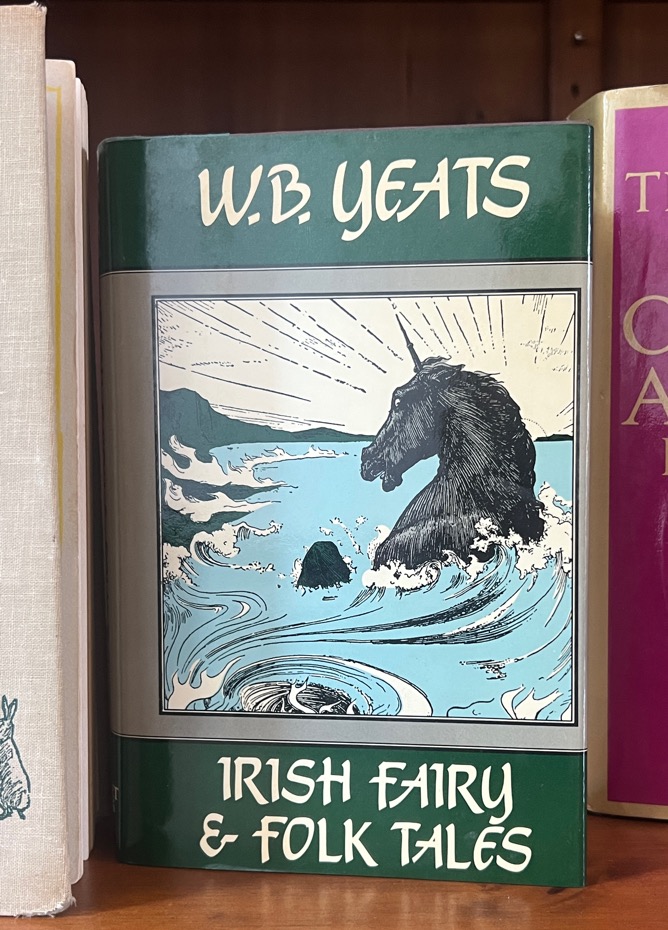 W.B. YEATS
IRISH FAIRY
& FOLK TALES